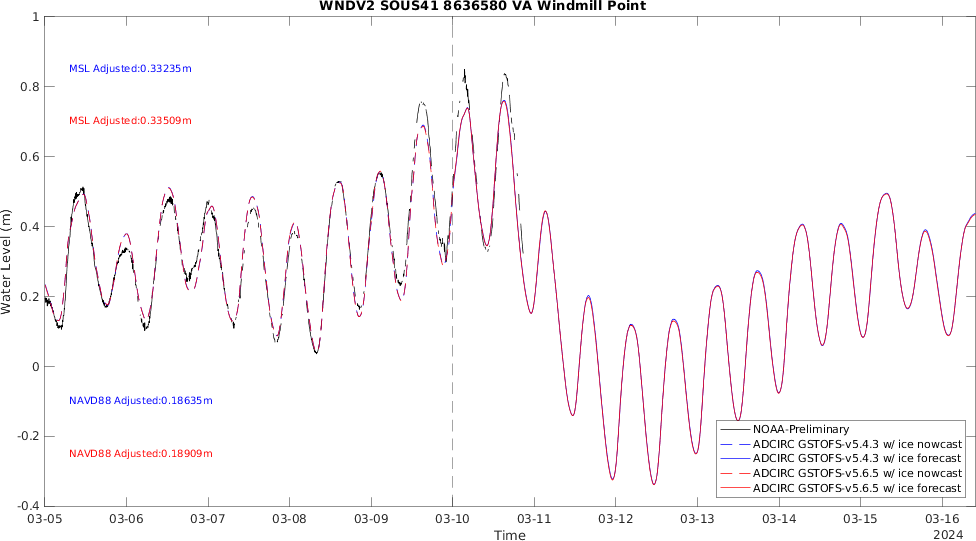 WNDV2 SOUS41 8636580 VA Windmill Point
1
0.8
0.6
0.4
0.2
0
-0.2
-0.4
Water Level (m)
MSL Adjusted:0.33235m
MSL Adjusted:0.33509m
NAVD88 Adjusted:0.18635m
NAVD88 Adjusted:0.18909m
NOAA-Preliminary
ADCIRC GSTOFS-v5.4.3 w/ ice nowcast
ADCIRC GSTOFS-v5.4.3 w/ ice forecast
ADCIRC GSTOFS-v5.6.5 w/ ice nowcast
ADCIRC GSTOFS-v5.6.5 w/ ice forecast
03-05 03-06 03-07 03-08 03-09 03-10 03-11 03-12 03-13 03-14 03-15 03-16
Time
2024